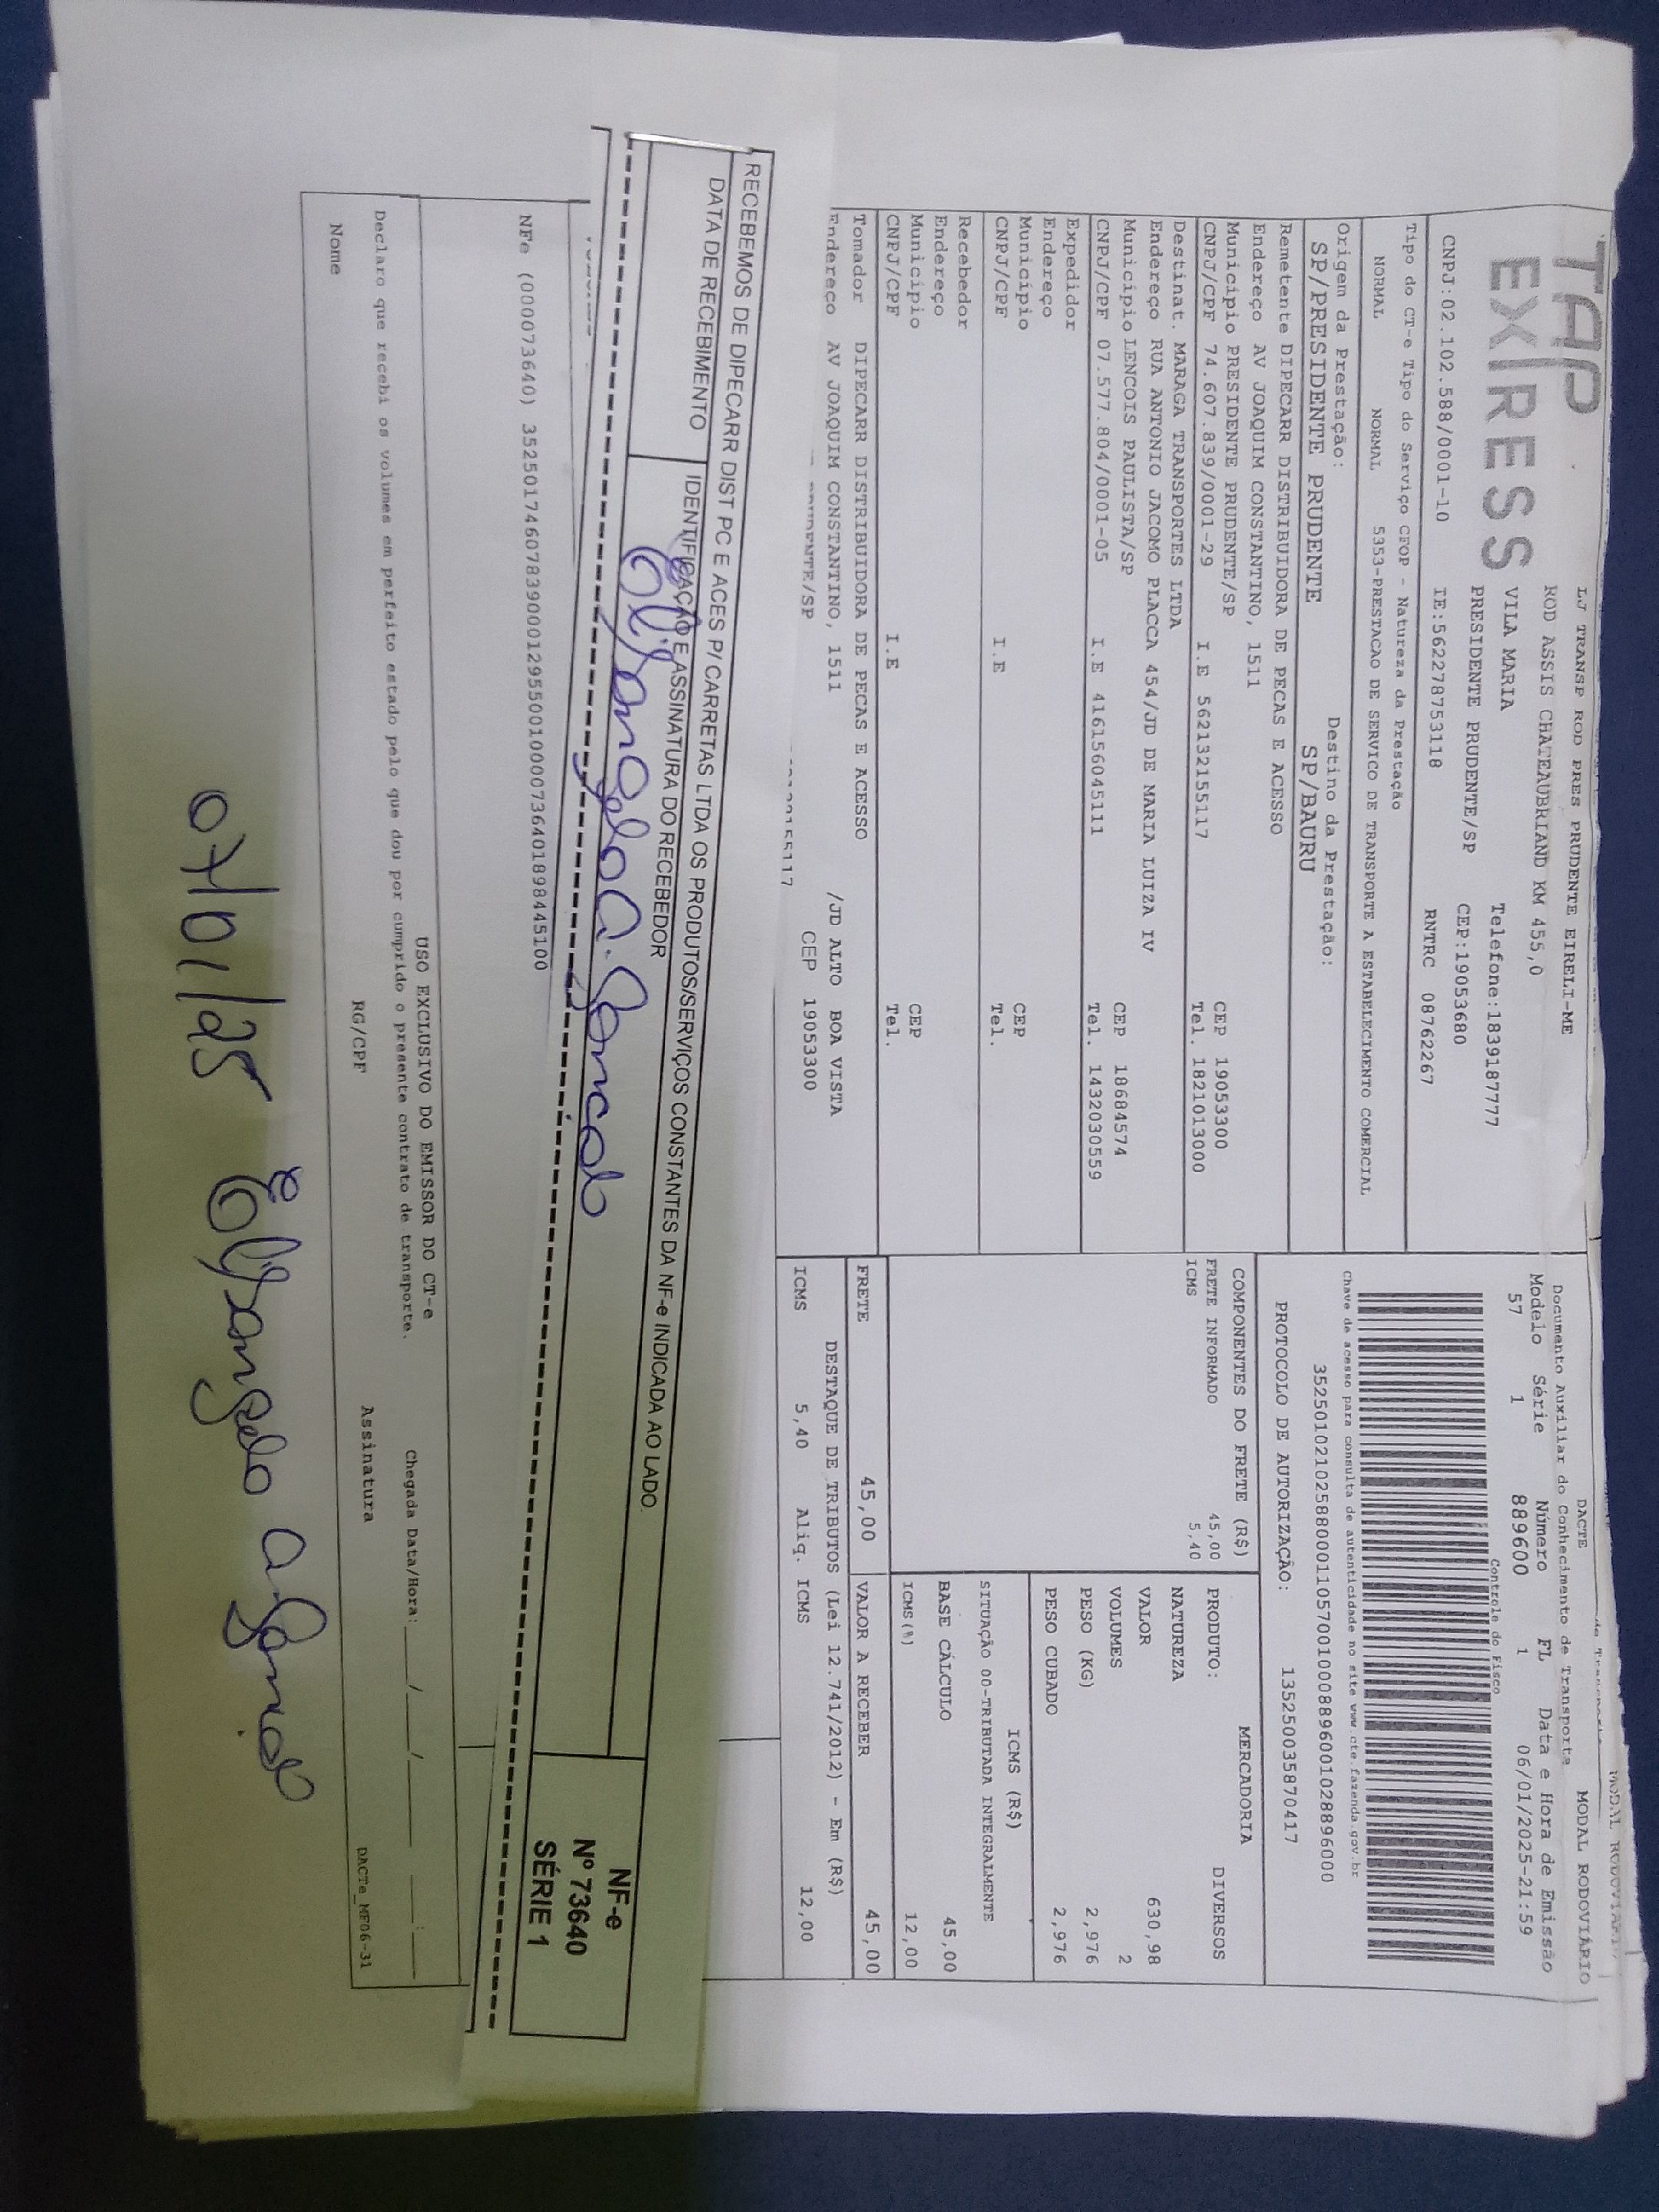 TAP
EXPRESS
LJ TRANSP ROD PRES PRUDENTE EIRELI-ME
ROD ASSIS CHATEAUBRIAND KM 455,0
VILA MARIA Telefone:1839187777
PRESIDENTE PRUDENTE/SP CEP:19053680
CNPJ:02.102.588/0001-10 IE:562278753118 RNTRC 08762267
Tipo do CT-e Tipo do Serviço CFOP - Natureza da Prestação
NORMAL NORMAL 5353-PRESTACAO DE SERVICO DE TRANSPORTE A ESTABELECIMENTO COMERCIAL
Origem da Prestação: Destino da Prestação:
SP/PRESIDENTE PRUDENTE SP/BAURU
Remetente DIPECARR DISTRIBUIDORA DE PECAS E ACESSO
Endereço AV JOAQUIM CONSTANTINO, 1511
Município PRESIDENTE PRUDENTE/SP CEP 19053300
CNPJ/CPF 74.607.839/0001-29 I.E 562132155117 Tel. 1821013000
Destinat. MARAGA TRANSPORTES LTDA
Endereço RUA ANTONIO JACOMO PLACCA 454/JD DE MARIA LUIZA IV
Município LENCOIS PAULISTA/SP CEP 18684574
CNPJ/CPF 07.577.804/0001-05 I.E 416156045111 Tel. 1432030559
Expedidor
Endereço
Município CEP
CNPJ/CPF I.E Tel.
Recebedor
Endereço
Município CEP
CNPJ/CPF I.E Tel.
Tomador DIPECARR DISTRIBUIDORA DE PECAS E ACESSO
Endereço AV JOAQUIM CONSTANTINO, 1511 /JD ALTO BOA VISTA
CEP 19053300
MODAL RODOVIÁRIO
DACTE MODAL RODOVIÁRIO
Documento Auxiliar do Conhecimento de Transporte
Modelo Série Número FL Data e Hora de Emissão
57 1 889600 1 06/01/2025-21:59
Controle do Fisco
Chave de acesso para consulta de autenticidade no site www.cte.fazenda.gov.br
35250102102588000110570010008896001028896000
PROTOCOLO DE AUTORIZAÇÃO: 135250035870417
COMPONENTES DO FRETE (R$)
FRETE INFORMADO 45,00
ICMS 5,40
MERCADORIA
PRODUTO: DIVERSOS
NATUREZA
VALOR 630,98
VOLUMES 2
PESO (KG) 2,976
PESO CUBADO 2,976
ICMS (R$)
SITUAÇÃO 00-TRIBUTADA INTEGRALMENTE
BASE CÁLCULO 45,00
ICMS(%) 12,00
FRETE 45,00 VALOR A RECEBER 45,00
DESTAQUE DE TRIBUTOS (Lei 12.741/2012) - Em (R$)
ICMS 5,40 Aliq. ICMS 12,00
RECEBEMOS DE DIPECARR DIST PC E ACES P/ CARRETAS LTDA OS PRODUTOS/SERVIÇOS CONSTANTES DA NF-e INDICADA AO LADO.
DATA DE RECEBIMENTO IDENTIFICAÇÃO E ASSINATURA DO RECEBEDOR
NF-e
Nº 73640
SÉRIE 1
NFe (000073640) 35250174607839000129550010000736401898445100
USO EXCLUSIVO DO EMISSOR DO CT-e
Declaro que recebi os volumes em perfeito estado pelo que dou por cumprido o presente contrato de transporte. Chegada Data/Hora: ____/____/____ ____:____
Nome RG/CPF Assinatura
DACTe_MF06-31
07/01/25